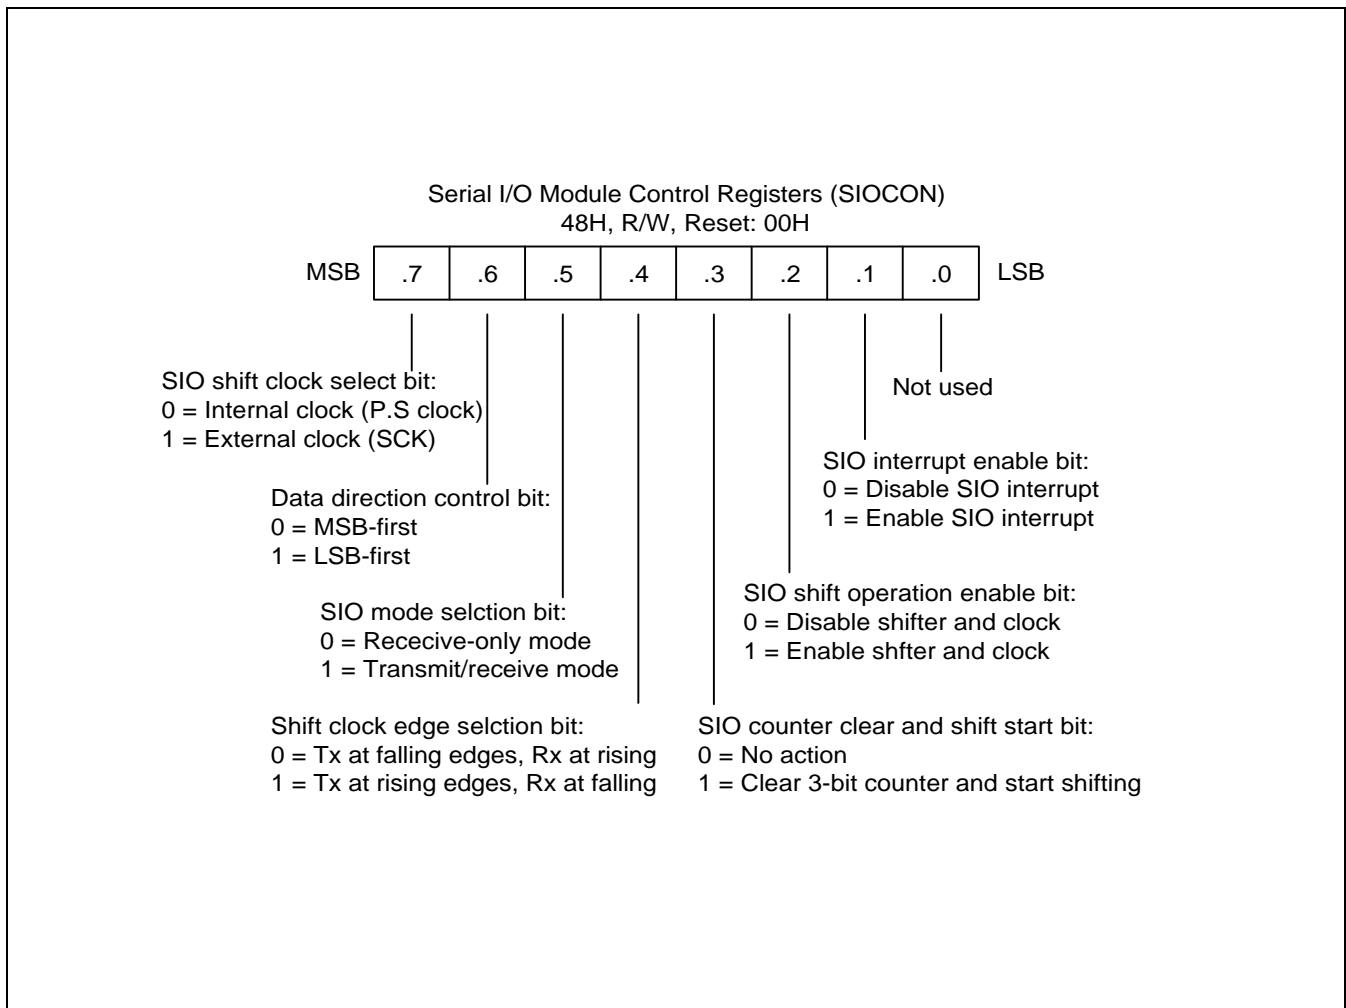 Serial I/O Module Control Registers (SIOCON)
48H, R/W, Reset: 00H
MSB .7 .6 .5 .4 .3 .2 .1 .0 LSB
SIO shift clock select bit:
0 = Internal clock (P.S clock)
1 = External clock (SCK)
Not used
SIO interrupt enable bit:
0 = Disable SIO interrupt
1 = Enable SIO interrupt
Data direction control bit:
0 = MSB-first
1 = LSB-first
SIO shift operation enable bit:
0 = Disable shifter and clock
1 = Enable shfter and clock
SIO mode selction bit:
0 = Rececive-only mode
1 = Transmit/receive mode
Shift clock edge selction bit:
0 = Tx at falling edges, Rx at rising
1 = Tx at rising edges, Rx at falling
SIO counter clear and shift start bit:
0 = No action
1 = Clear 3-bit counter and start shifting